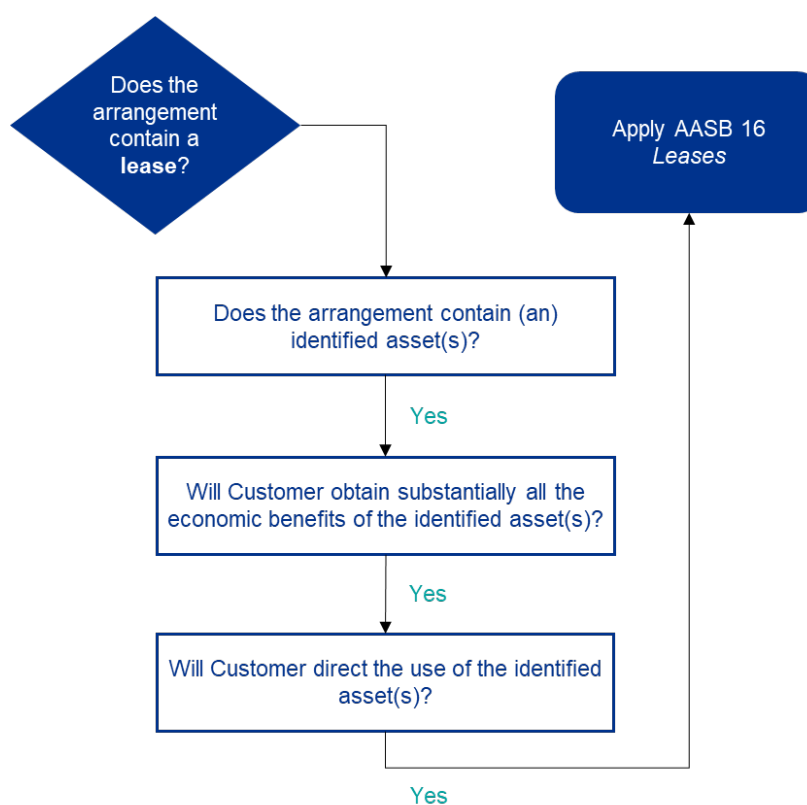 Does the
arrangement
contain a
lease?
Apply AASB 16
Leases
Does the arrangement contain (an)
identified asset(s)?
Yes
Will Customer obtain substantially all the
economic benefits of the identified asset(s)?
Yes
Will Customer direct the use of the identified
asset(s)?
Yes